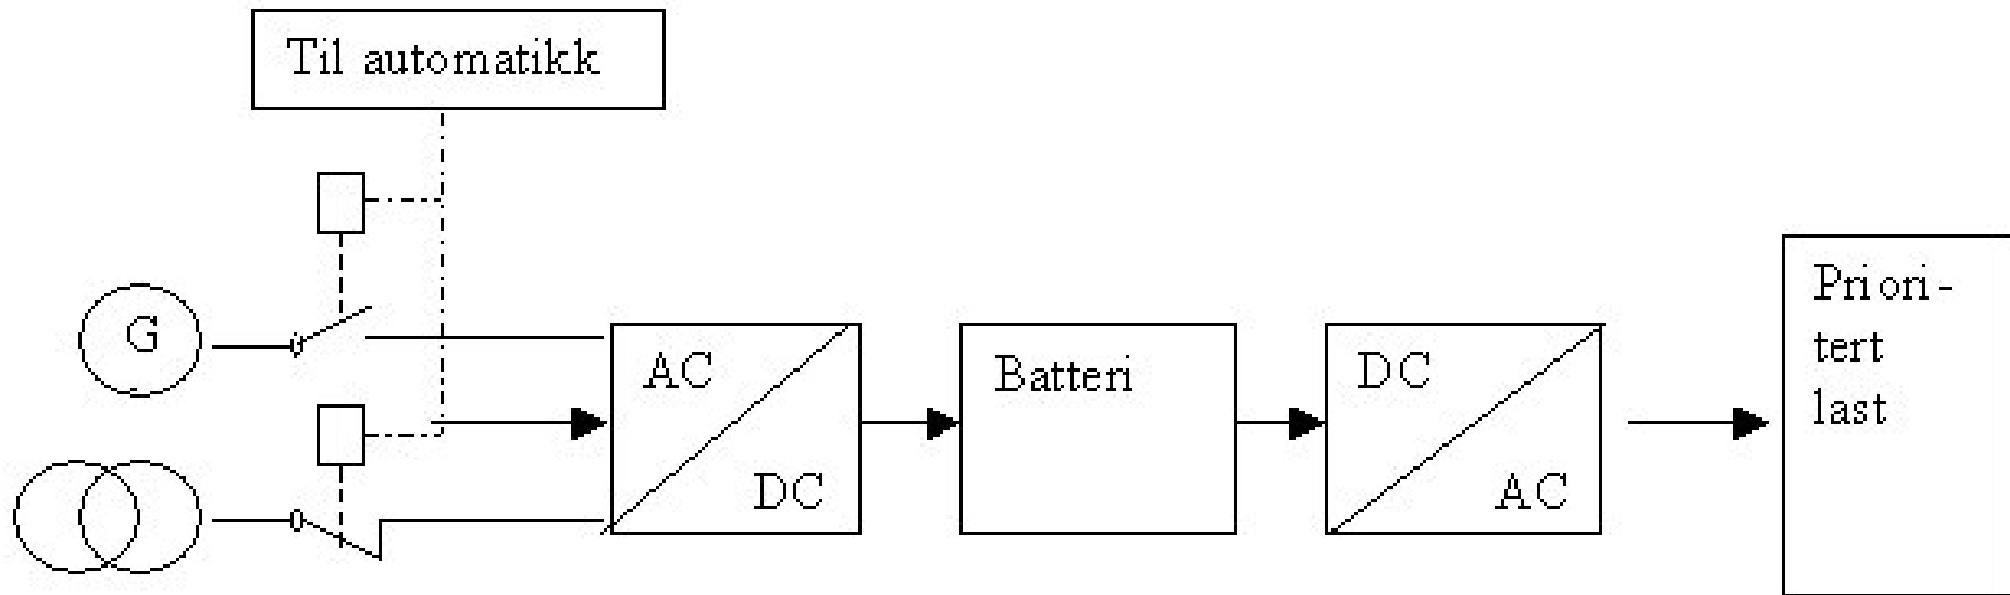 Til automatikk
G
AC
DC
Batteri
DC
AC
Priori-
tert
last